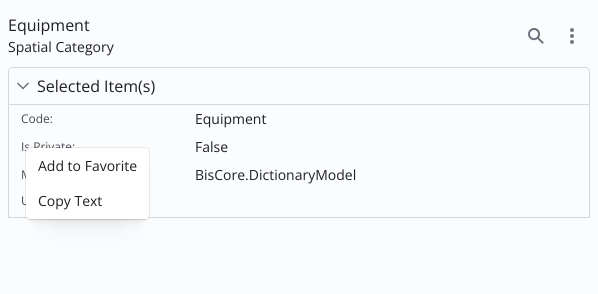 Equipment
Spatial Category
Selected Item(s)
Code: Equipment
Is Private: False
BisCore.DictionaryModel
Add to Favorite
Copy Text